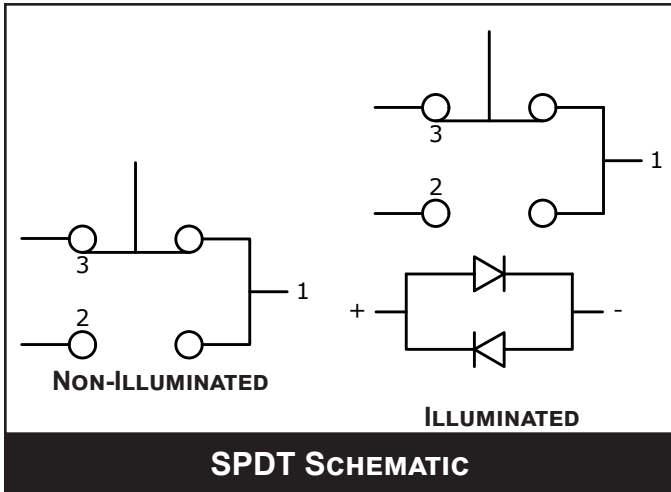 3
2
1
NON-ILLUMINATED
3
2
1
+ -
ILLUMINATED
SPDT SCHEMATIC